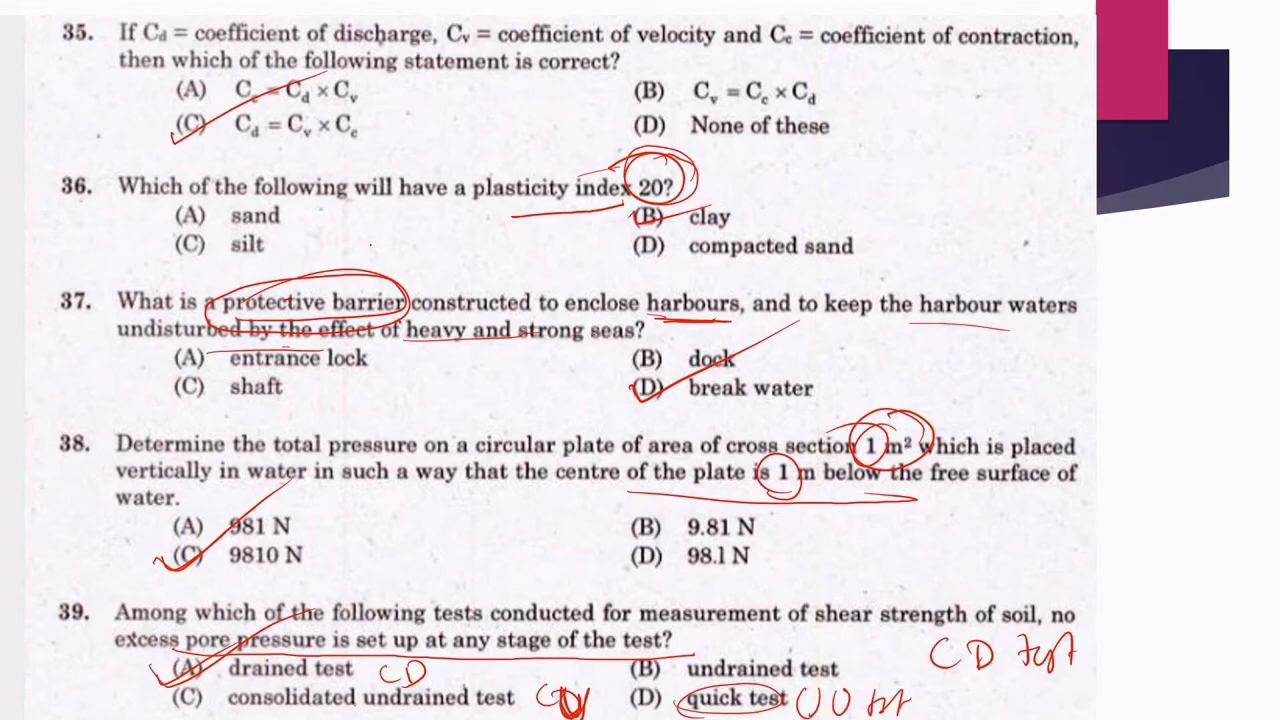 35. If Cd = coefficient of discharge, Cv = coefficient of velocity and Cc = coefficient of contraction,
then which of the following statement is correct?
(A) Cc = Cd × Cv (B) Cv = Cc × Cd
(C) Cd = Cv × Cc (D) None of these
36. Which of the following will have a plasticity index 20?
(A) sand (B) clay
(C) silt (D) compacted sand
37. What is a protective barrier constructed to enclose harbours, and to keep the harbour waters
undisturbed by the effect of heavy and strong seas?
(A) entrance lock (B) dock
(C) shaft (D) break water
38. Determine the total pressure on a circular plate of area of cross section 1 m² which is placed
vertically in water in such a way that the centre of the plate is 1 m below the free surface of
water.
(A) 981 N (B) 9.81 N
(C) 9810 N (D) 98.1 N
39. Among which of the following tests conducted for measurement of shear strength of soil, no
excess pore pressure is set up at any stage of the test?
CD test
(A) drained test CD (B) undrained test
(C) consolidated undrained test (D) quick test UU